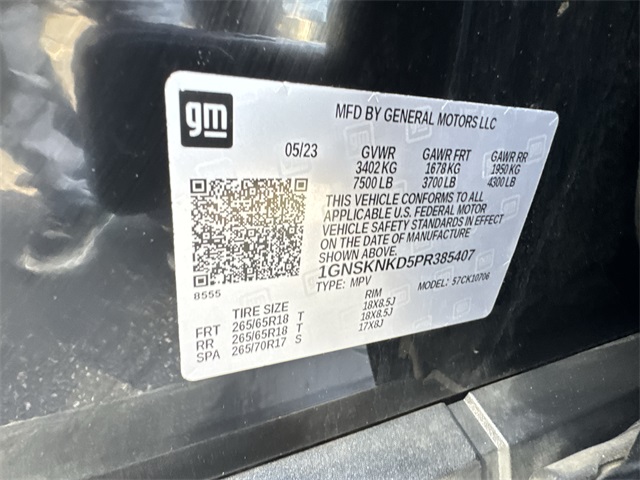 gm
MFD BY GENERAL MOTORS LLC
05/23 GVWR GAWR FRT GAWR RR
3402 KG 1678 KG 1950 KG
7500 LB 3700 LB 4300 LB
THIS VEHICLE CONFORMS TO ALL
APPLICABLE U.S. FEDERAL MOTOR
VEHICLE SAFETY STANDARDS IN EFFECT
ON THE DATE OF MANUFACTURE
SHOWN ABOVE.
1GNSKNKD5PR385407
TYPE: MPV MODEL: 57CK10706
8555
TIRE SIZE RIM
FRT 265/65R18 T 18X8.5J
RR 265/65R18 T 18X8.5J
SPA 265/70R17 S 17X8J